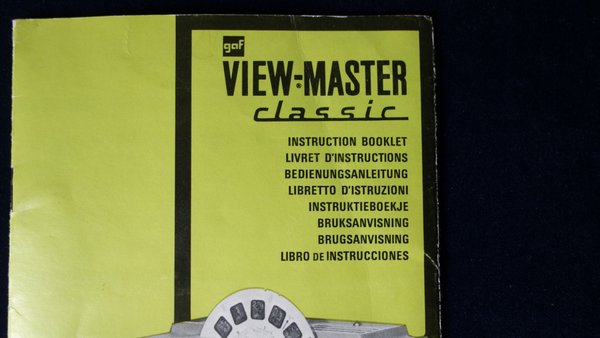 gaf
VIEW-MASTER®
classic
INSTRUCTION BOOKLET
LIVRET D'INSTRUCTIONS
BEDIENUNGSANLEITUNG
LIBRETTO D'ISTRUZIONI
INSTRUKTIEBOEKJE
BRUKSANVISNING
BRUGSANVISNING
LIBRO DE INSTRUCCIONES